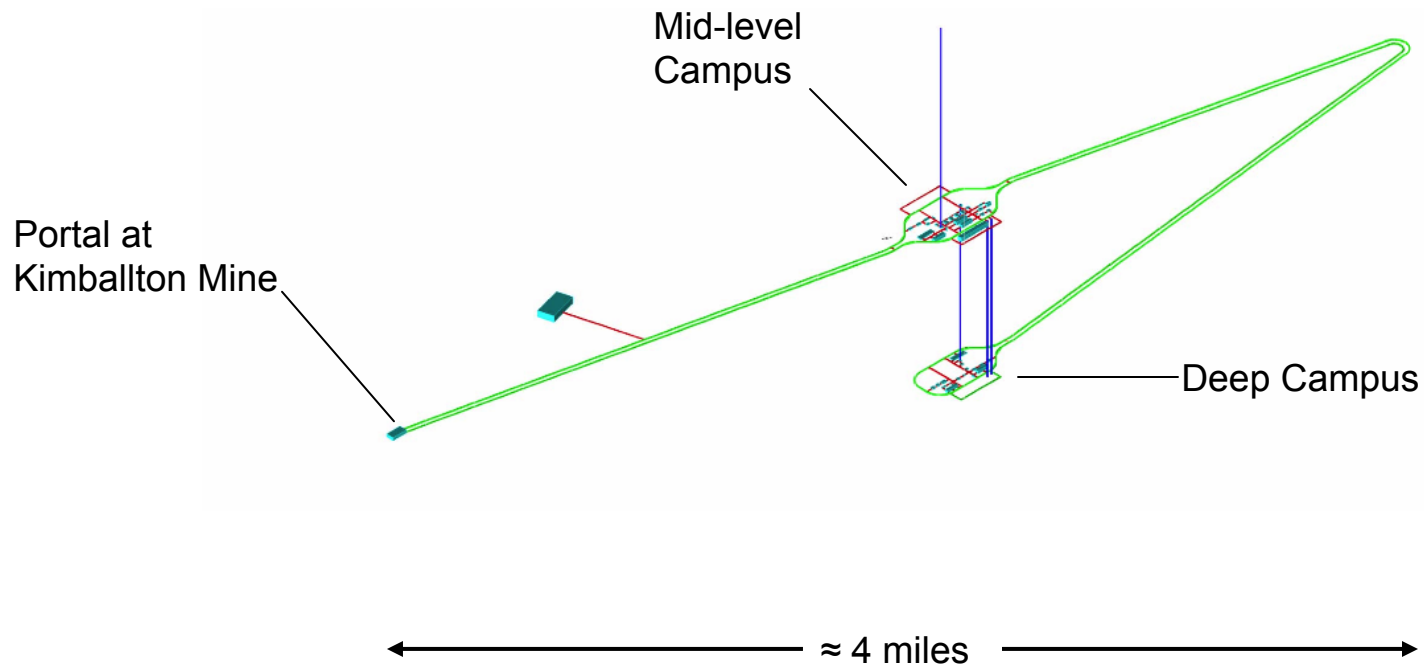 Mid-level
Campus
Portal at
Kimballton Mine
Deep Campus
≈ 4 miles